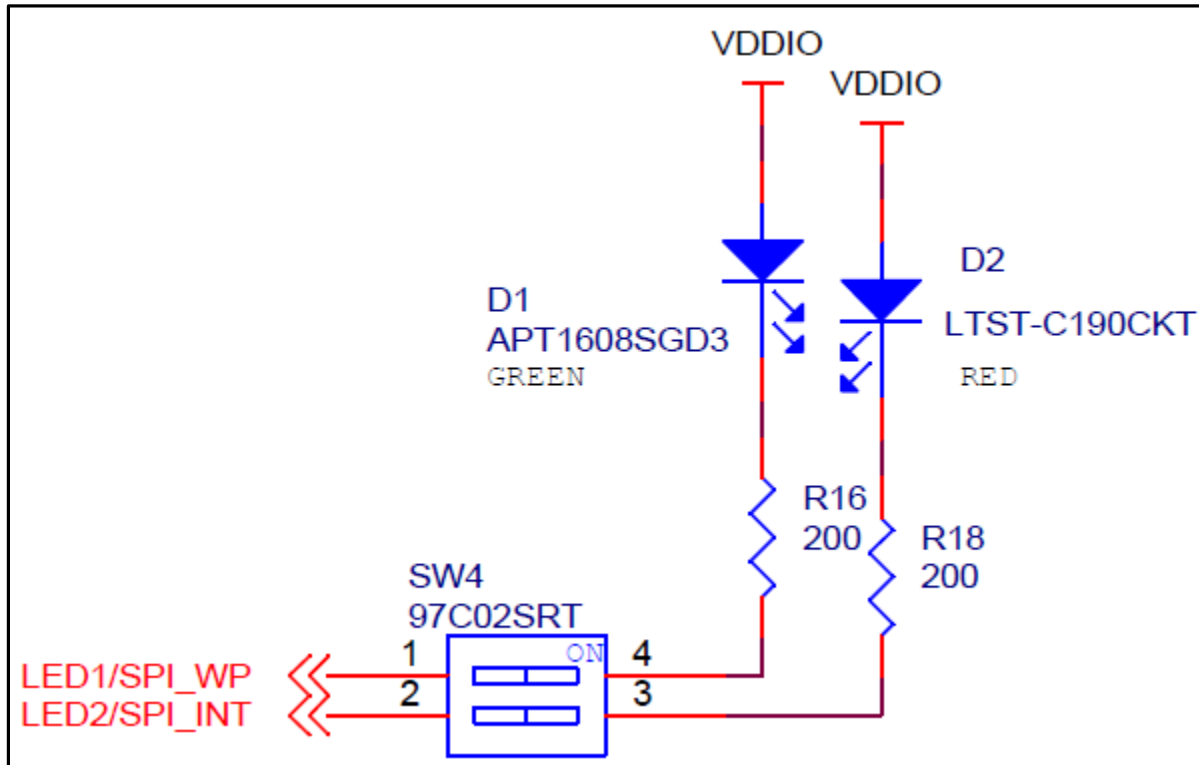 VDDIO
VDDIO
D1
APT1608SGD3
GREEN
D2
LTST-C190CKT
RED
R16
200
R18
200
SW4
97C02SRT
ON
1
4
2
3
LED1/SPI_WP
LED2/SPI_INT